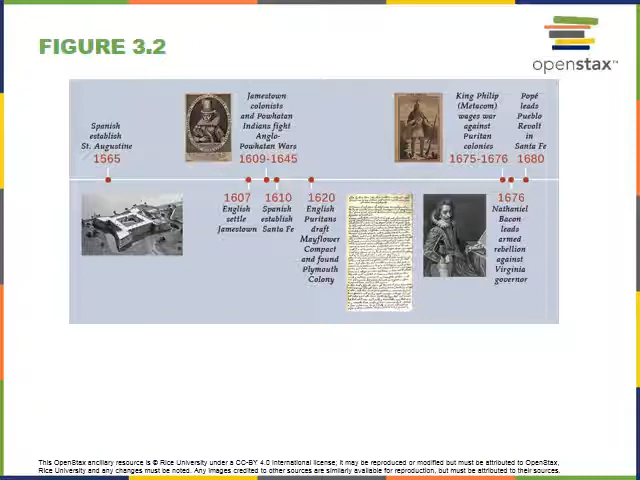 FIGURE 3.2
openstax™
Spanish
establish
St. Augustine
1565
Jamestown
colonists
and Powhatan
Indians fight
Anglo-
Powhatan Wars
1609-1645
King Philip
(Metacom)
wages war
against
Puritan
colonies
1675-1676
Popé
leads
Pueblo
Revolt
in
Santa Fe
1680
1607
English
settle
Jamestown
1610
Spanish
establish
Santa Fe
1620
English
Puritans
draft
Mayflower
Compact
and found
Plymouth
Colony
1676
Nathaniel
Bacon
leads
armed
rebellion
against
Virginia
governor
This OpenStax ancillary resource is © Rice University under a CC-BY 4.0 International license; it may be reproduced or modified but must be attributed to OpenStax,
Rice University and any changes must be noted. Any images credited to other sources are similarly available for reproduction, but must be attributed to their sources.